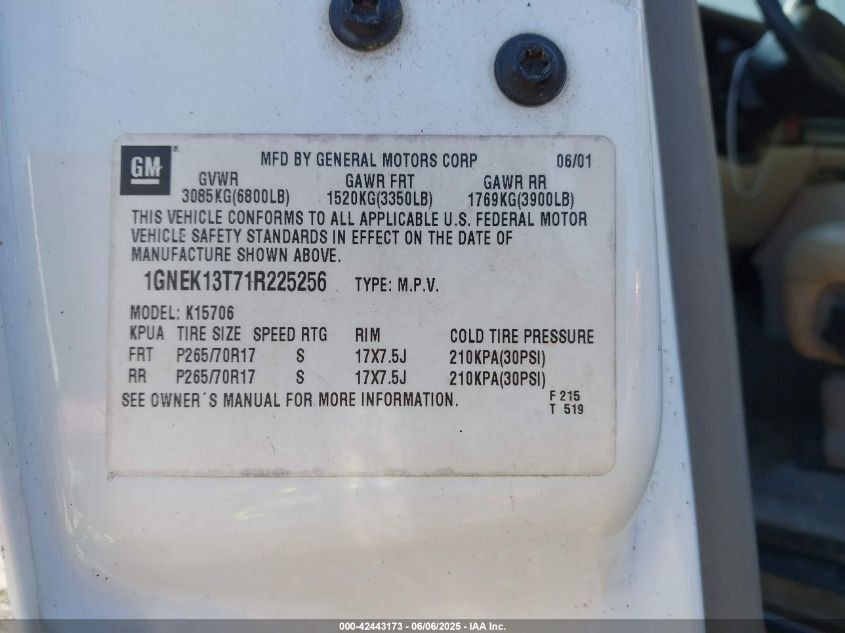 GM
MFD BY GENERAL MOTORS CORP 06/01
GVWR GAWR FRT GAWR RR
3085KG(6800LB) 1520KG(3350LB) 1769KG(3900LB)
THIS VEHICLE CONFORMS TO ALL APPLICABLE U.S. FEDERAL MOTOR
VEHICLE SAFETY STANDARDS IN EFFECT ON THE DATE OF
MANUFACTURE SHOWN ABOVE.
1GNEK13T71R225256 TYPE: M.P.V.
MODEL: K15706
KPUA TIRE SIZE SPEED RTG RIM COLD TIRE PRESSURE
FRT P265/70R17 S 17X7.5J 210KPA(30PSI)
RR P265/70R17 S 17X7.5J 210KPA(30PSI)
SEE OWNER´S MANUAL FOR MORE INFORMATION. F 215
T 519
000-42443173 - 06/06/2025 - IAA Inc.